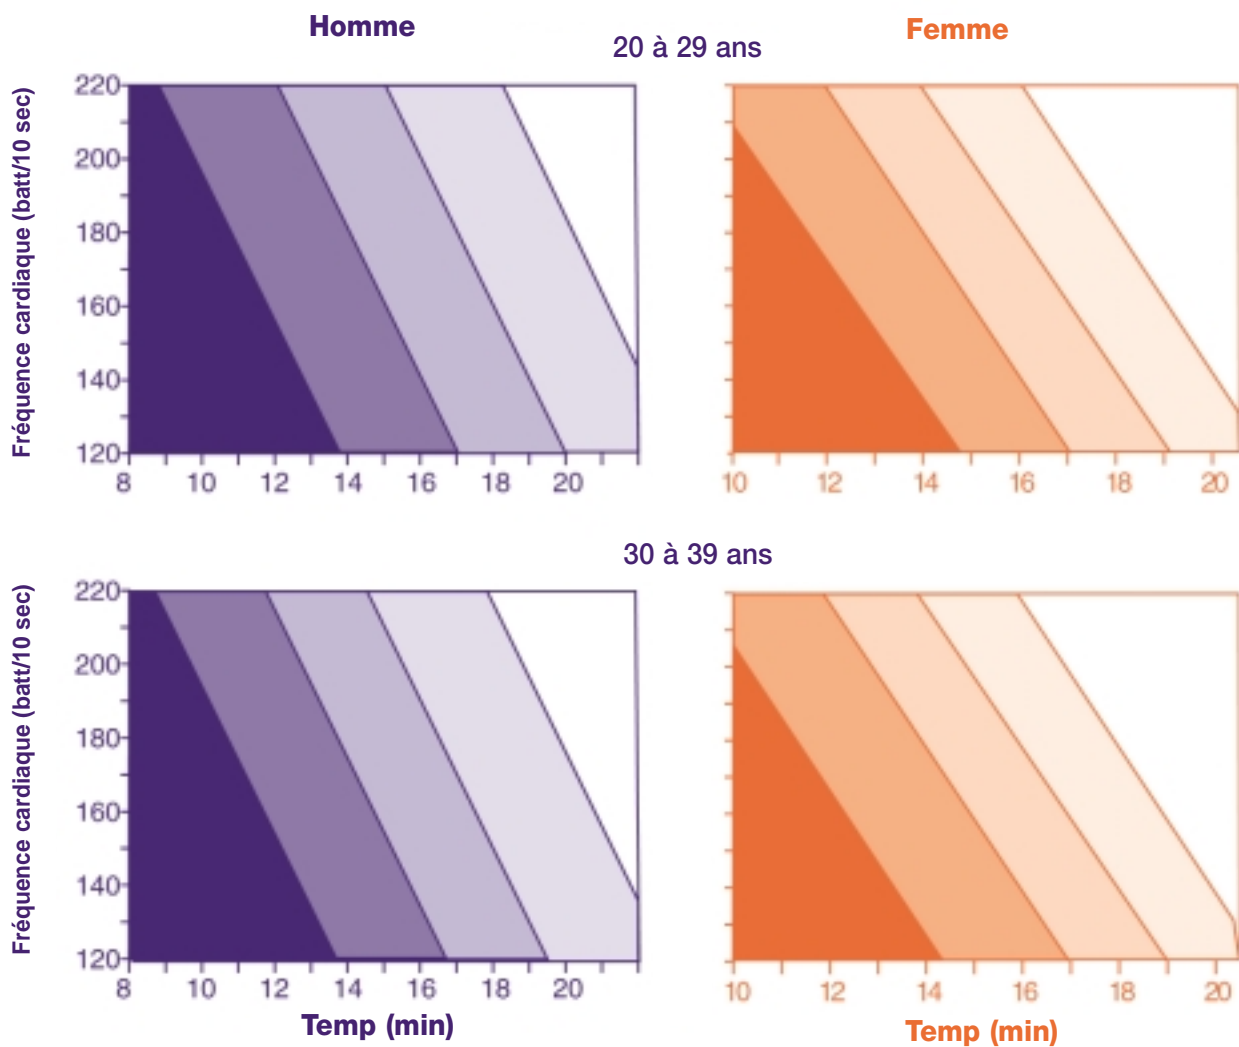 Homme
Femme
20 à 29 ans
Fréquence cardiaque (batt/10 sec)
220
200
180
160
140
120
8 10 12 14 16 18 20
10 12 14 16 18 20
30 à 39 ans
Fréquence cardiaque (batt/10 sec)
220
200
180
160
140
120
8 10 12 14 16 18 20
10 12 14 16 18 20
Temp (min)
Temp (min)